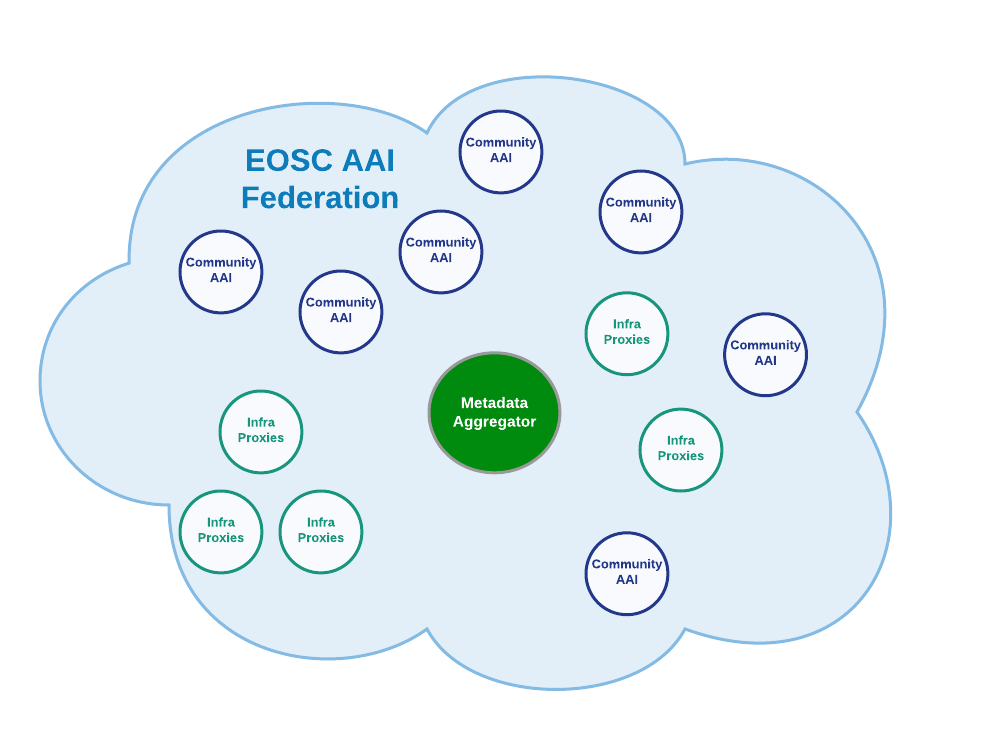 EOSC AAI
Federation
Community
AAI
Community
AAI
Community
AAI
Community
AAI
Community
AAI
Infra
Proxies
Community
AAI
Metadata
Aggregator
Infra
Proxies
Infra
Proxies
Infra
Proxies
Infra
Proxies
Community
AAI